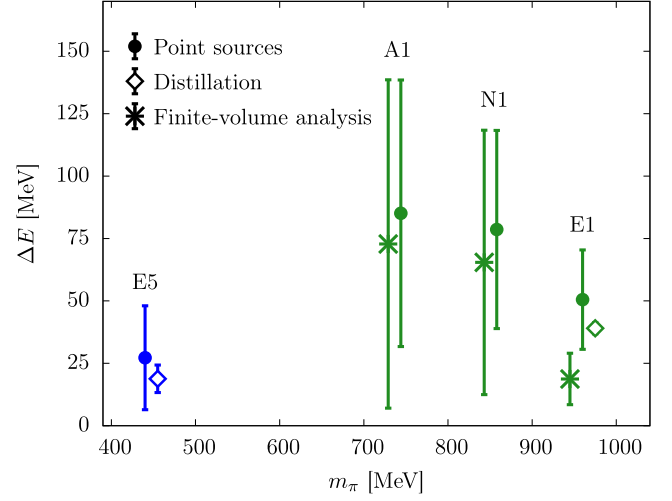 A1
150
Point sources
Distillation
N1
125
Finite-volume analysis
100
ΔE [MeV]
75
E1
E5
50
25
0
400 500 600 700 800 900 1000
m_π [MeV]